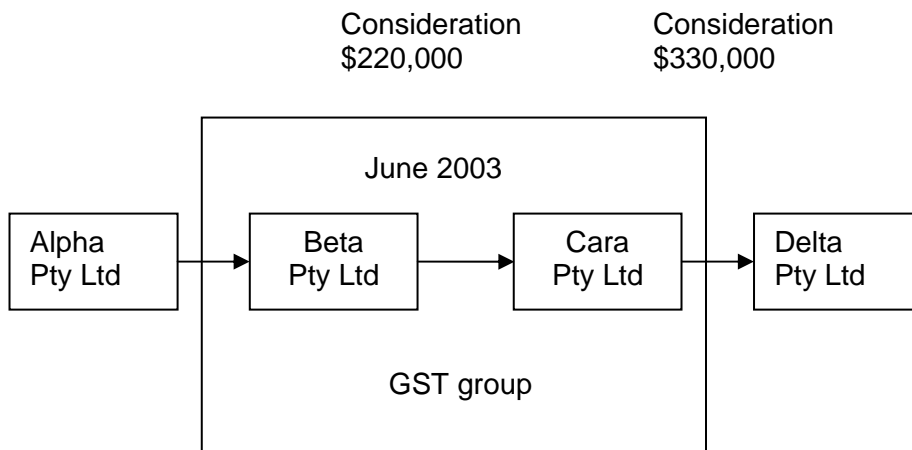 Consideration
$220,000
Consideration
$330,000
June 2003
Alpha
Pty Ltd
Beta
Pty Ltd
Cara
Pty Ltd
Delta
Pty Ltd
GST group